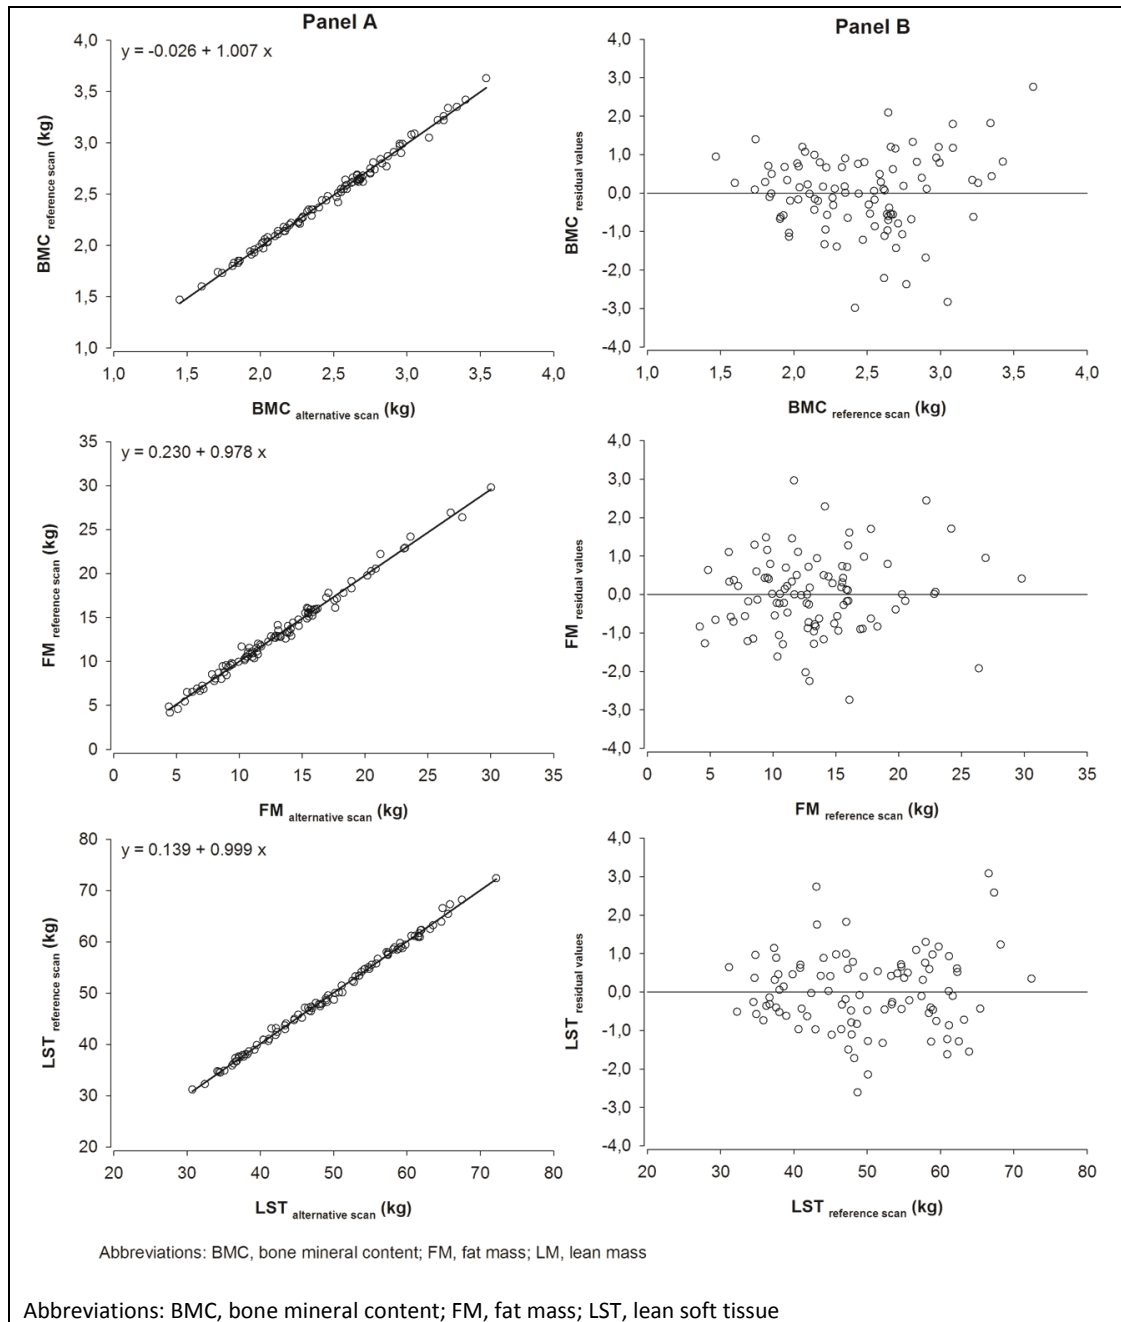 Panel A
Panel B
y = -0.026 + 1.007 x
4,0
3,5
3,0
2,5
2,0
1,5
1,0
BMC reference scan (kg)
1,0 1,5 2,0 2,5 3,0 3,5 4,0
BMC alternative scan (kg)
4,0
3,0
2,0
1,0
0,0
-1,0
-2,0
-3,0
-4,0
BMC residual values
1,0 1,5 2,0 2,5 3,0 3,5 4,0
BMC reference scan (kg)
y = 0.230 + 0.978 x
35
30
25
20
15
10
5
0
FM reference scan (kg)
0 5 10 15 20 25 30 35
FM alternative scan (kg)
4,0
3,0
2,0
1,0
0,0
-1,0
-2,0
-3,0
-4,0
FM residual values
0 5 10 15 20 25 30 35
FM reference scan (kg)
y = 0.139 + 0.999 x
80
70
60
50
40
30
20
LST reference scan (kg)
20 30 40 50 60 70 80
LST alternative scan (kg)
4,0
3,0
2,0
1,0
0,0
-1,0
-2,0
-3,0
-4,0
LST residual values
20 30 40 50 60 70 80
LST reference scan (kg)
Abbreviations: BMC, bone mineral content; FM, fat mass; LM, lean mass
Abbreviations: BMC, bone mineral content; FM, fat mass; LST, lean soft tissue